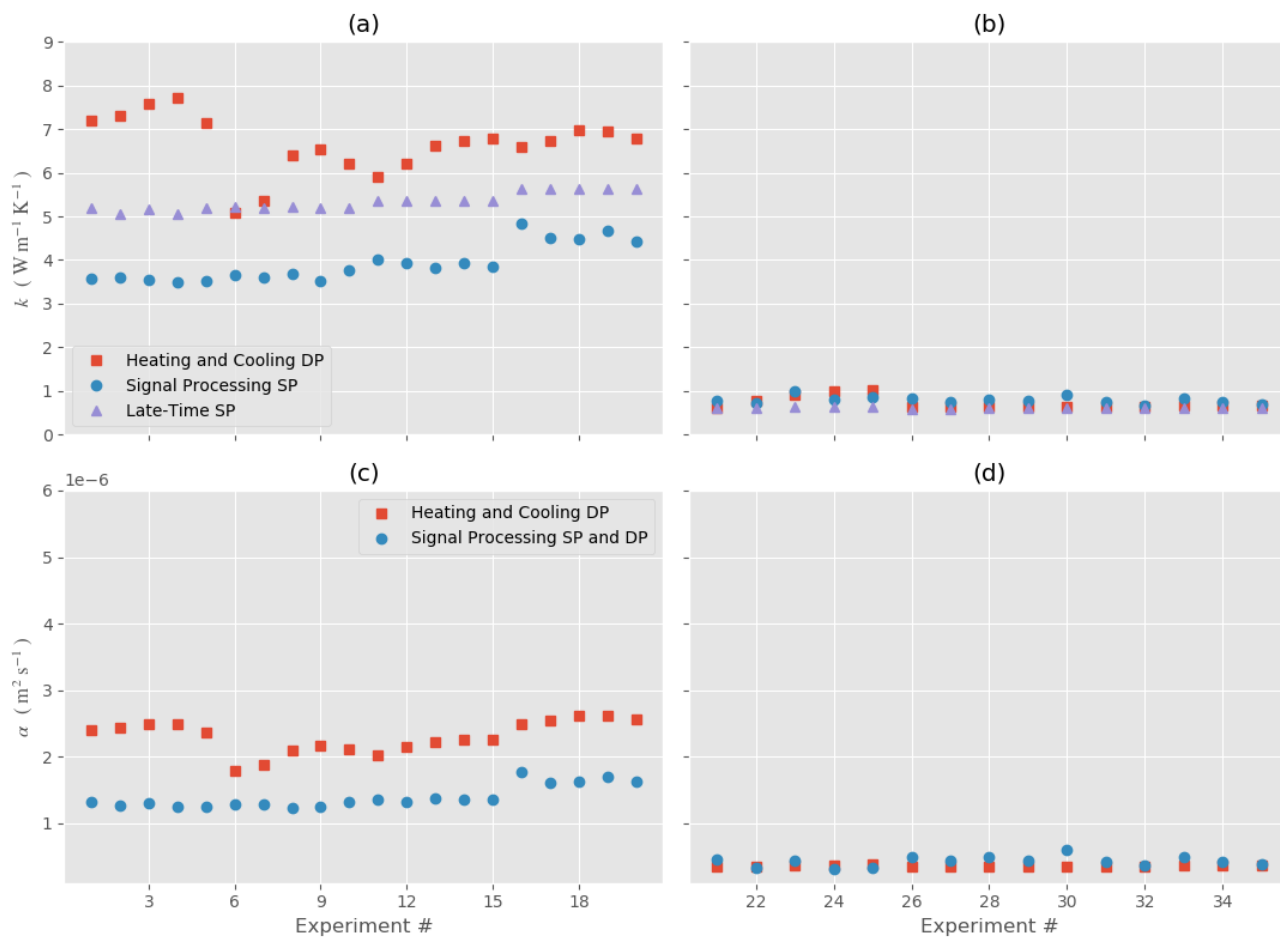 (a)
(b)
9
8
7
6
5
4
3
2
1
0
k ( W m⁻¹ K⁻¹ )
Heating and Cooling DP
Signal Processing SP
Late-Time SP
(c)
(d)
1e−6
6
5
4
3
2
1
α ( m² s⁻¹ )
Heating and Cooling DP
Signal Processing SP and DP
3 6 9 12 15 18
22 24 26 28 30 32 34
Experiment #
Experiment #